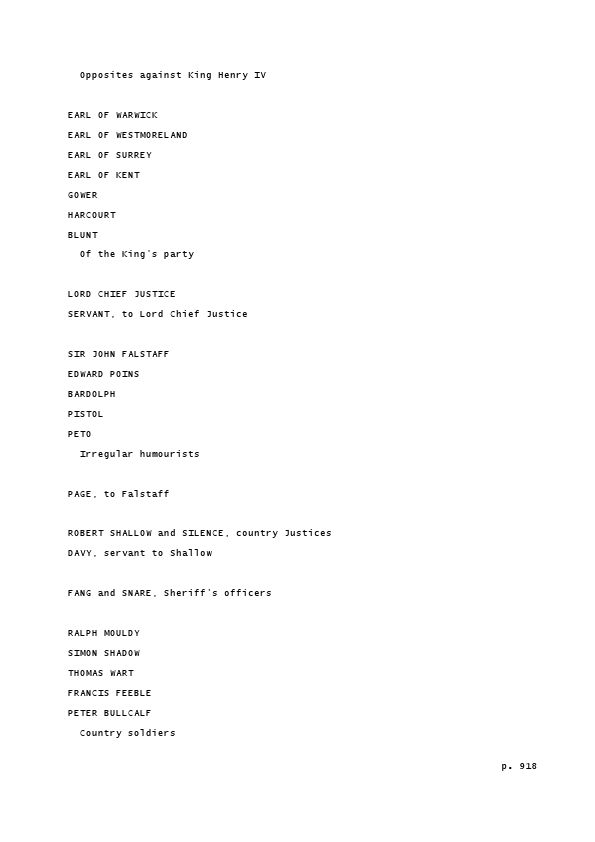 Opposites against King Henry IV
EARL OF WARWICK
EARL OF WESTMORELAND
EARL OF SURREY
EARL OF KENT
GOWER
HARCOURT
BLUNT
Of the King's party
LORD CHIEF JUSTICE
SERVANT, to Lord Chief Justice
SIR JOHN FALSTAFF
EDWARD POINS
BARDOLPH
PISTOL
PETO
Irregular humourists
PAGE, to Falstaff
ROBERT SHALLOW and SILENCE, country Justices
DAVY, servant to Shallow
FANG and SNARE, Sheriff's officers
RALPH MOULDY
SIMON SHADOW
THOMAS WART
FRANCIS FEEBLE
PETER BULLCALF
Country soldiers
p. 918